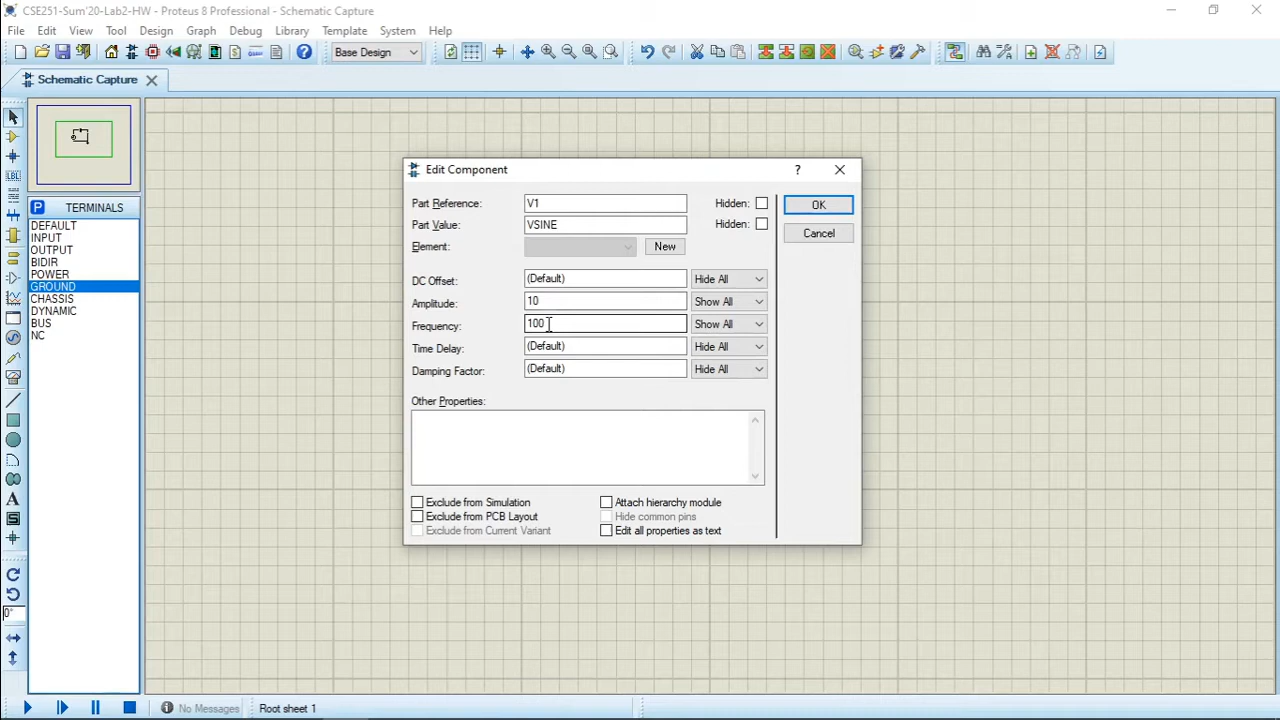 CSE251-Sum'20-Lab2-HW - Proteus 8 Professional - Schematic Capture
File Edit View Tool Design Graph Debug Library Template System Help
Base Design
Schematic Capture
TERMINALS
DEFAULT
INPUT
OUTPUT
BIDIR
POWER
GROUND
CHASSIS
DYNAMIC
BUS
NC
Edit Component
?
Part Reference: V1 Hidden: OK
Part Value: VSINE Hidden: Cancel
Element: New
DC Offset: (Default) Hide All
Amplitude: 10 Show All
Frequency: 100 Show All
Time Delay: (Default) Hide All
Damping Factor: (Default) Hide All
Other Properties:
Exclude from Simulation Attach hierarchy module
Exclude from PCB Layout Hide common pins
Exclude from Current Variant Edit all properties as text
0°
No Messages Root sheet 1